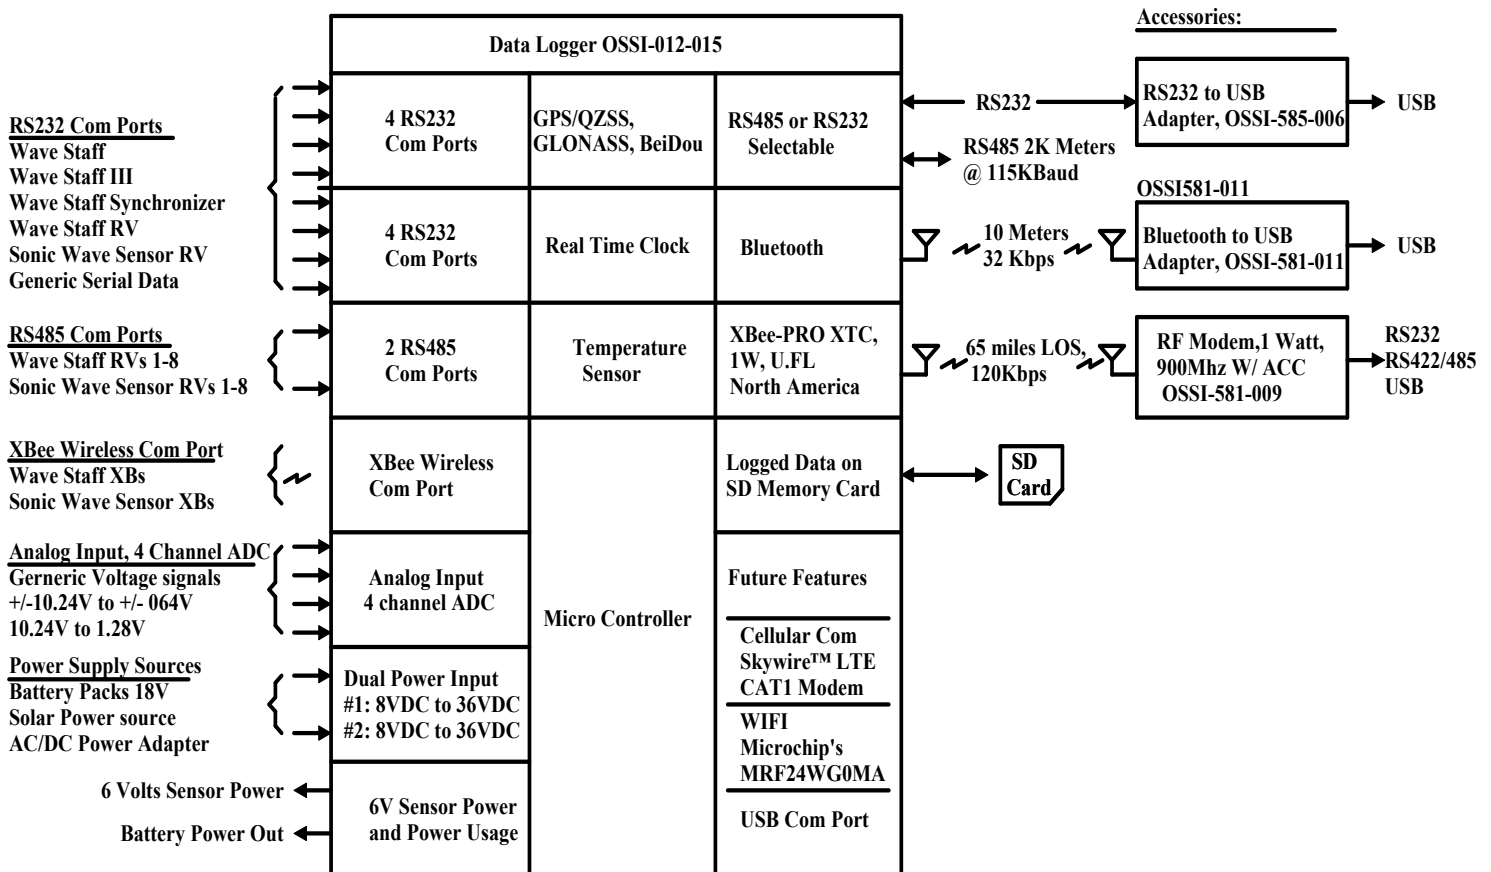 Accessories:
Data Logger OSSI-012-015
RS232 Com Ports
Wave Staff
Wave Staff III
Wave Staff Synchronizer
Wave Staff RV
Sonic Wave Sensor RV
Generic Serial Data
4 RS232
Com Ports
GPS/QZSS,
GLONASS, BeiDou
RS485 or RS232
Selectable
RS232
RS232 to USB
Adapter, OSSI-585-006
USB
RS485 2K Meters
@ 115KBaud
4 RS232
Com Ports
Real Time Clock
Bluetooth
10 Meters
32 Kbps
OSSI581-011
Bluetooth to USB
Adapter, OSSI-581-011
USB
RS485 Com Ports
Wave Staff RVs 1-8
Sonic Wave Sensor RVs 1-8
2 RS485
Com Ports
Temperature
Sensor
XBee-PRO XTC,
1W, U.FL
North America
65 miles LOS,
120Kbps
RF Modem,1 Watt,
900Mhz W/ ACC
OSSI-581-009
RS232
RS422/485
USB
XBee Wireless Com Port
Wave Staff XBs
Sonic Wave Sensor XBs
XBee Wireless
Com Port
Logged Data on
SD Memory Card
SD
Card
Analog Input, 4 Channel ADC
Gerneric Voltage signals
+/-10.24V to +/- 064V
10.24V to 1.28V
Analog Input
4 channel ADC
Micro Controller
Future Features
Cellular Com
Skywire™ LTE
CAT1 Modem
WIFI
Microchip's
MRF24WG0MA
USB Com Port
Power Supply Sources
Battery Packs 18V
Solar Power source
AC/DC Power Adapter
Dual Power Input
#1: 8VDC to 36VDC
#2: 8VDC to 36VDC
6 Volts Sensor Power
Battery Power Out
6V Sensor Power
and Power Usage